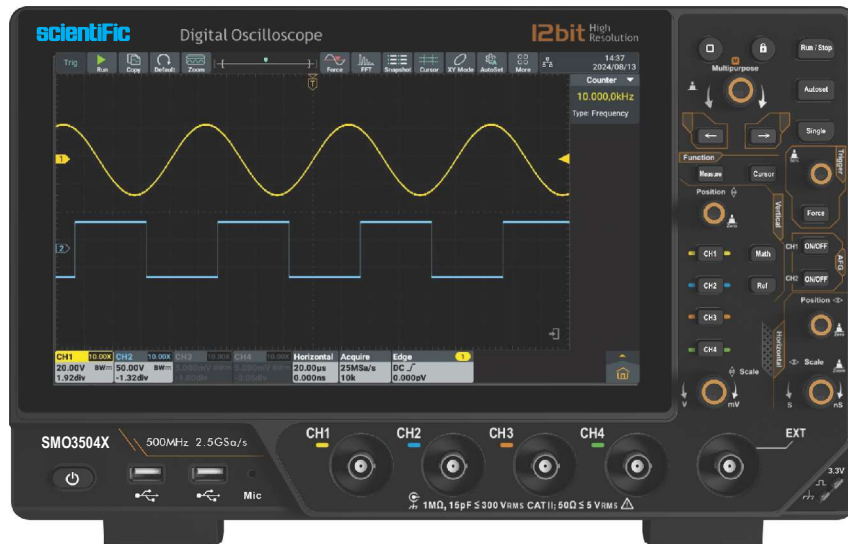 scientiFic
Digital Oscilloscope
12bit High Resolution
Trig
Run
Copy
Default
Zoom
T
Force
FFT
Snapshot
Cursor
XY Mode
AutoSet
More
14:37
2024/08/13
Counter
10.000,0kHz
Type: Frequency
1
2
CH1 10.00X
20.00V BW
1.92div
CH2 10.00X
50.00V BW
-1.32div
CH3 10.00X
CH4 10.00X
Horizontal
20.00μs
0.000ns
Acquire
25MSa/s
10k
Edge 1
DC
0.000pV
M
Run / Stop
Multipurpose
Autoset
Single
Function
Measure
Cursor
Trigger
Force
Position
Zero
Vertical
CH1
Math
CH2
Ref
CH3
CH4
CH1 ON/OFF
AFG
CH2 ON/OFF
Position
Zero
Horizontal
Scale
V mV
Scale
Zoom
S nS
SMO3504X
500MHz 2.5GSa/s
Mic
CH1
CH2
CH3
CH4
EXT
3.3V
1MΩ, 15pF ≤300 VRMS CAT II; 50Ω ≤ 5 VRMS